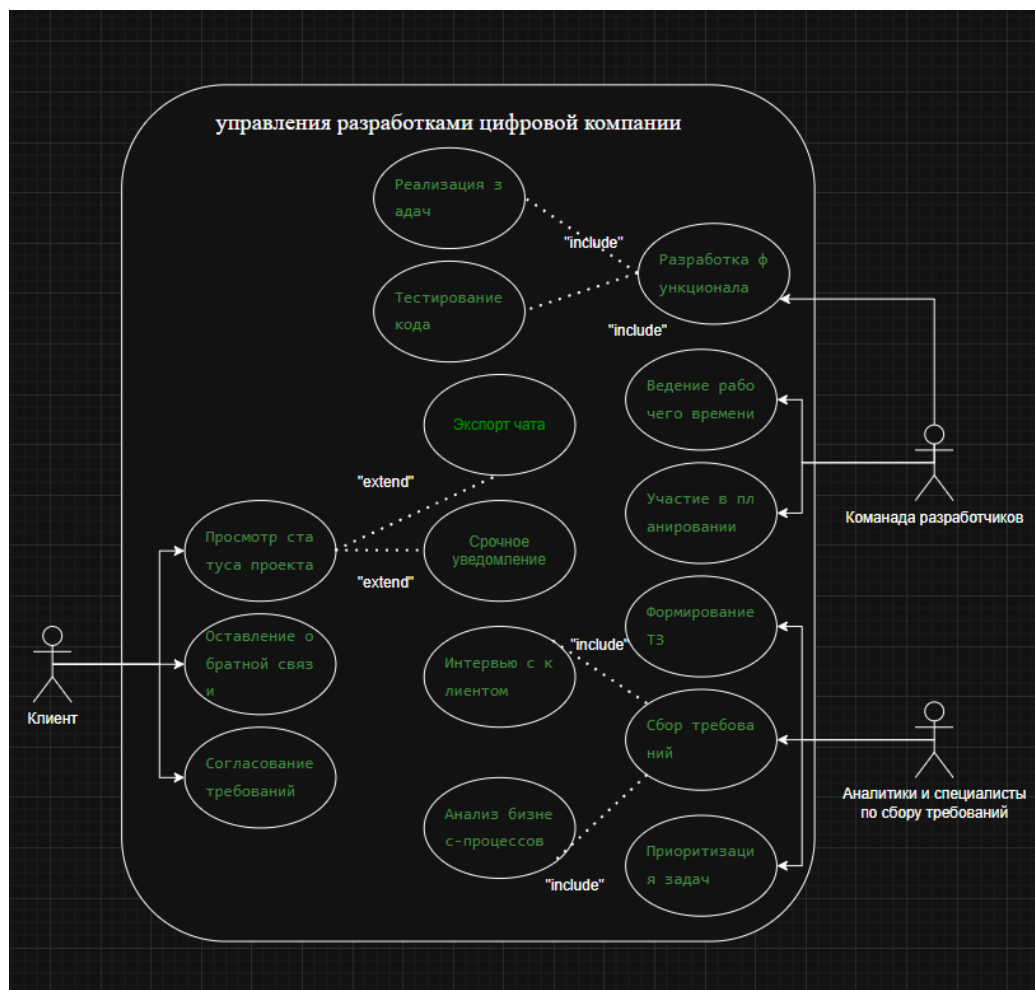 управления разработками цифровой компании
Реализация з
адач
"include"
Разработка ф
ункционала
Тестирование
кода
"include"
Ведение рабо
чего времени
Экспорт чата
"extend"
Участие в пл
анировании
Команада разработчиков
Просмотр ста
туса проекта
Срочное
уведомление
"extend"
Формирование
ТЗ
Оставление о
братной связ
и
"include"
Интервью с к
лиентом
Клиент
Сбор требова
ний
Согласование
требований
Аналитики и специалисты
по сбору требований
Анализ бизне
с-процессов
Приоритизаци
я задач
"include"